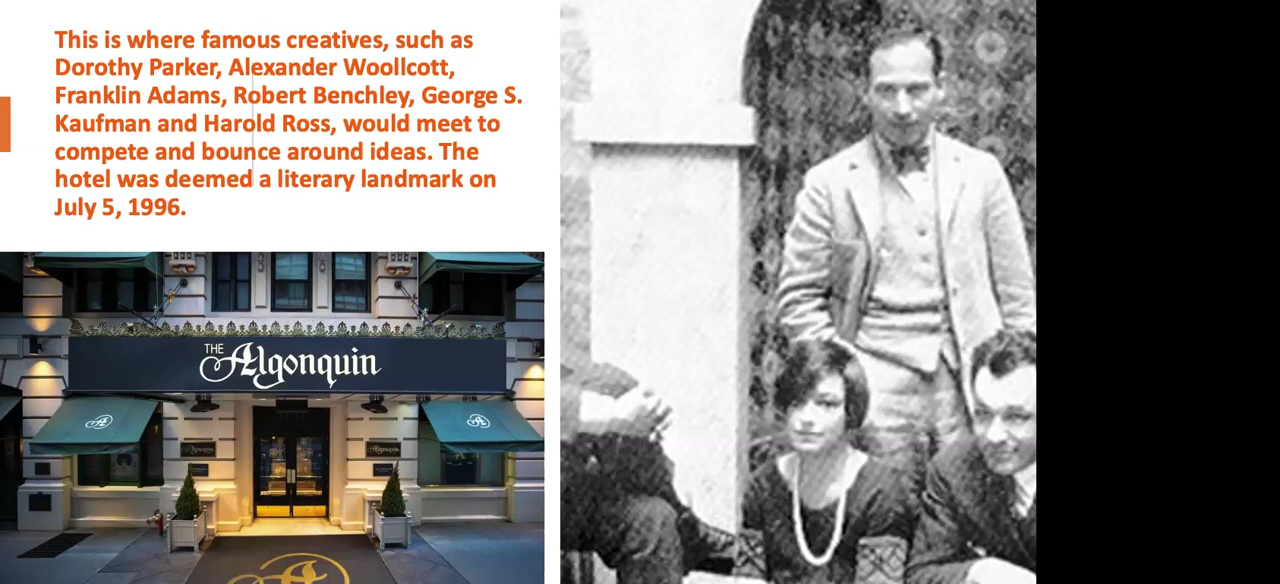 This is where famous creatives, such as
Dorothy Parker, Alexander Woollcott,
Franklin Adams, Robert Benchley, George S.
Kaufman and Harold Ross, would meet to
compete and bounce around ideas. The
hotel was deemed a literary landmark on
July 5, 1996.
THE
Algonquin